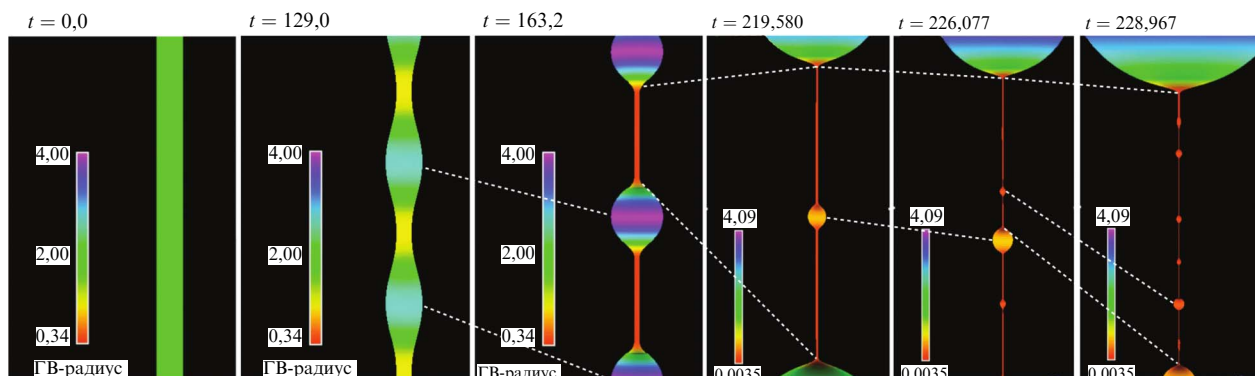 t = 0,0
t = 129,0
t = 163,2
t = 219,580
t = 226,077
t = 228,967
4,00
2,00
0,34
ГВ-радиус
4,00
2,00
0,34
ГВ-радиус
4,00
2,00
0,34
ГВ-радиус
4,09
0,0035
4,09
0,0035
4,09
0,0035